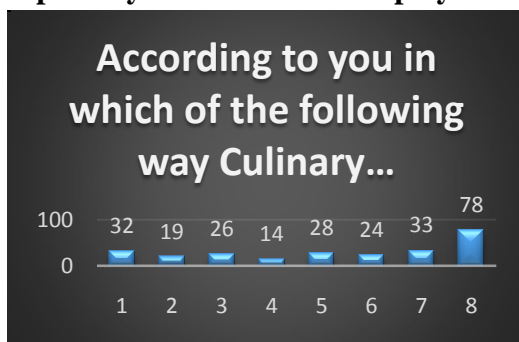 According to you in
which of the following
way Culinary...
78
100 32 19 26 14 28 24 33
0
1 2 3 4 5 6 7 8